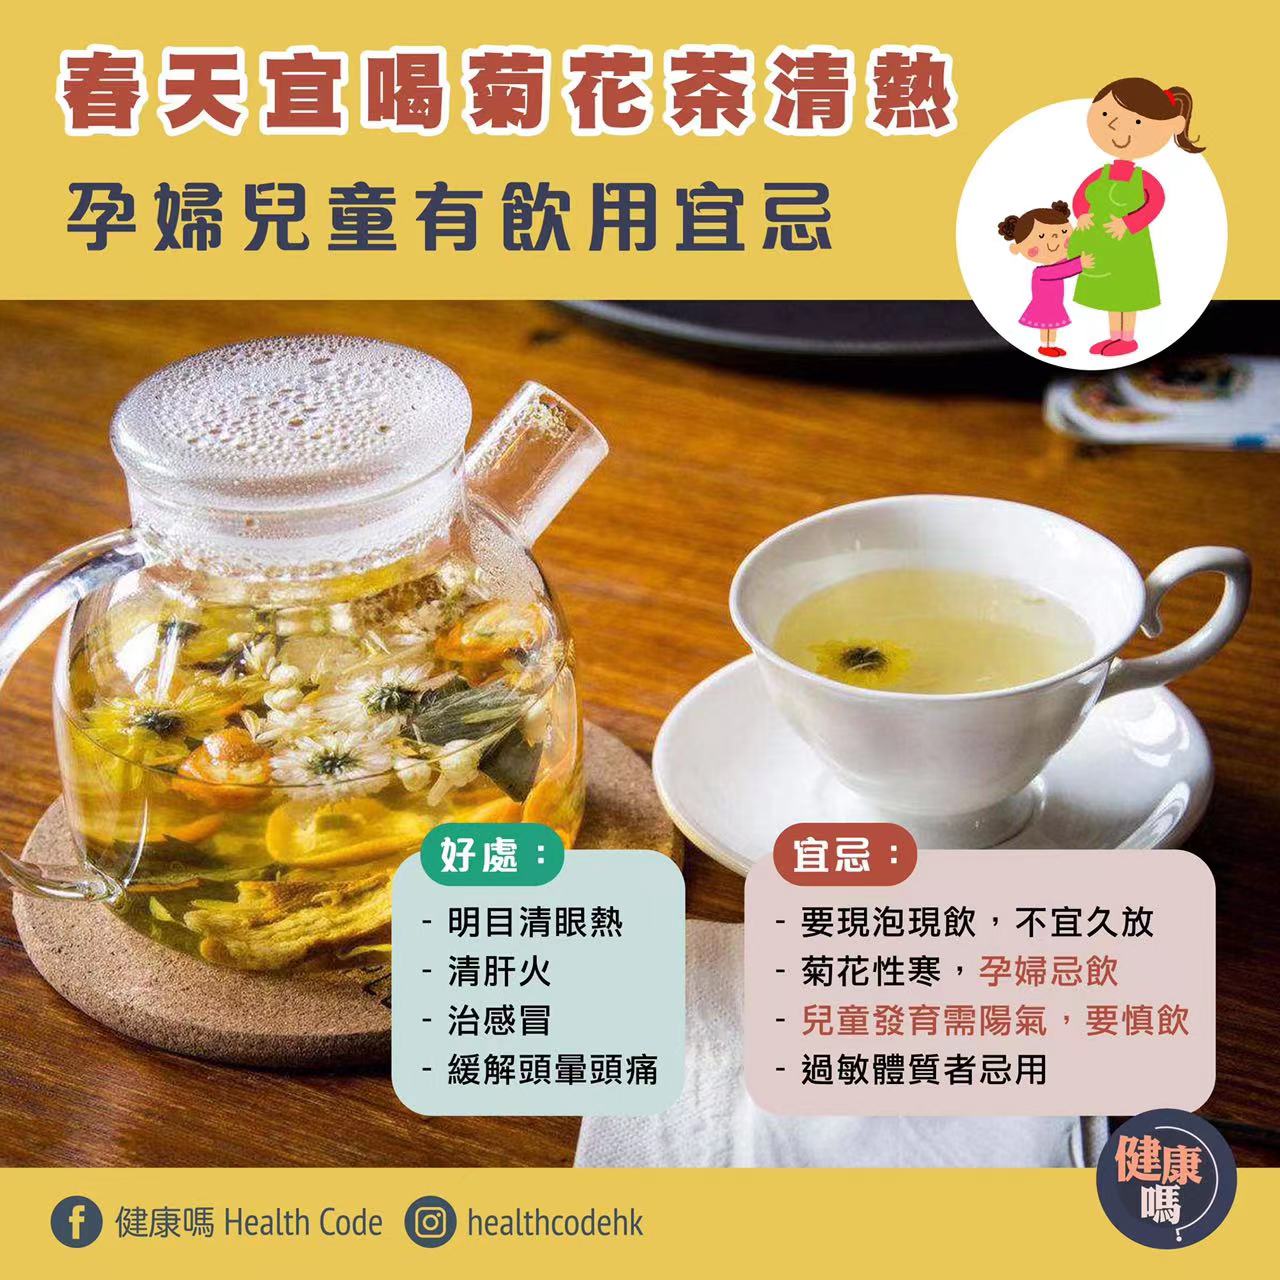 春天宜喝菊花茶清熱
孕婦兒童有飲用宜忌
好處：
- 明目清眼熱
- 清肝火
- 治感冒
- 緩解頭暈頭痛
宜忌：
- 要現泡現飲，不宜久放
- 菊花性寒，孕婦忌飲
- 兒童發育需陽氣，要慎飲
- 過敏體質者忌用
健康嗎 Health Code
healthcodehk
健康
嗎